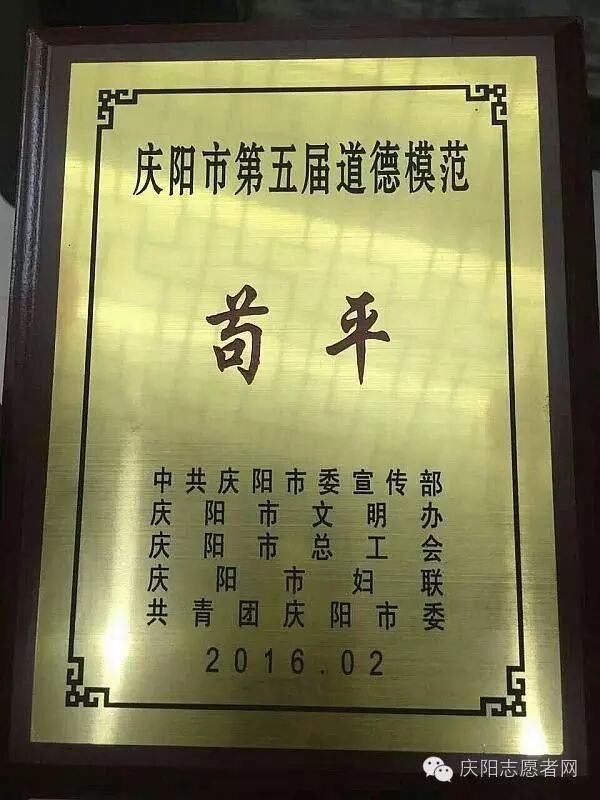 庆阳市第五届道德模范
苟平
中共庆阳市委宣传部
庆阳市文明办
庆阳市总工会
庆阳市妇联
共青团庆阳市委
2016.02
庆阳志愿者网